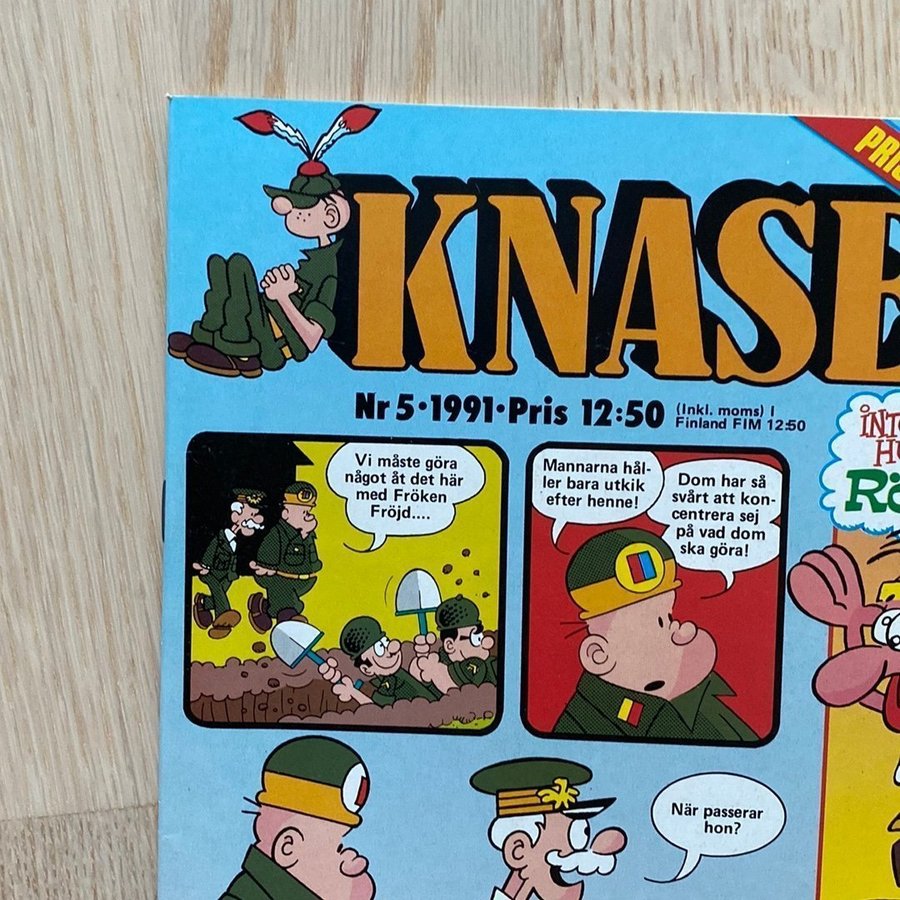 KNASE
PRI
Nr 5·1991·Pris 12:50 (Inkl. moms) I
Finland FIM 12:50
Vi måste göra
något åt det här
med Fröken
Fröjd....
Mannarna hål-
ler bara utkik
efter henne!
Dom har så
svårt att kon-
centrera sej
på vad dom
ska göra!
När passerar
hon?